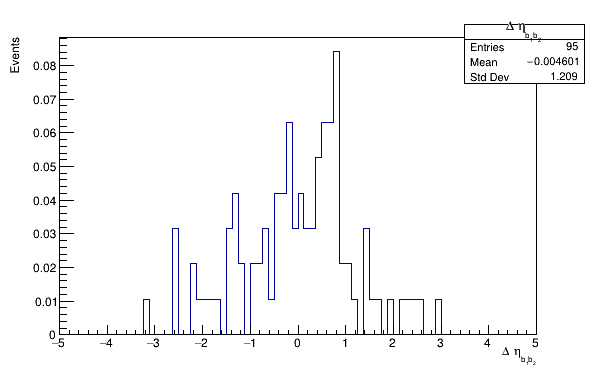 Δ η b₁b₂
Entries 95
Mean −0.004601
Std Dev 1.209
Events
0.08
0.07
0.06
0.05
0.04
0.03
0.02
0.01
0
−5 −4 −3 −2 −1 0 1 2 3 4 5
Δ η b₁b₂